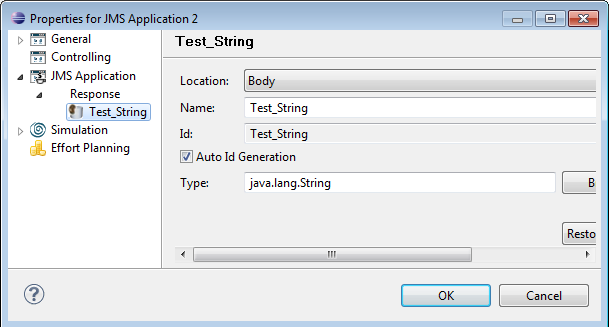 Properties for JMS Application 2
General
Controlling
JMS Application
Response
Test_String
Simulation
Effort Planning
Test_String
Location: Body
Name: Test_String
Id: Test_String
Auto Id Generation
Type: java.lang.String B
Resto
OK Cancel